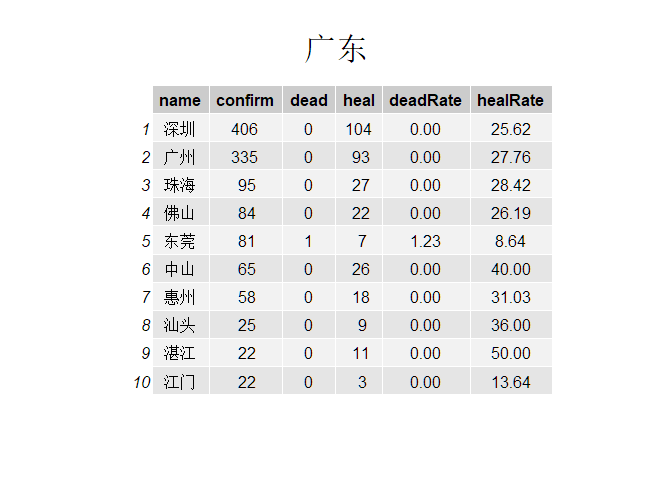 广东
name confirm dead heal deadRate healRate
1 深圳 406 0 104 0.00 25.62
2 广州 335 0 93 0.00 27.76
3 珠海 95 0 27 0.00 28.42
4 佛山 84 0 22 0.00 26.19
5 东莞 81 1 7 1.23 8.64
6 中山 65 0 26 0.00 40.00
7 惠州 58 0 18 0.00 31.03
8 汕头 25 0 9 0.00 36.00
9 湛江 22 0 11 0.00 50.00
10 江门 22 0 3 0.00 13.64